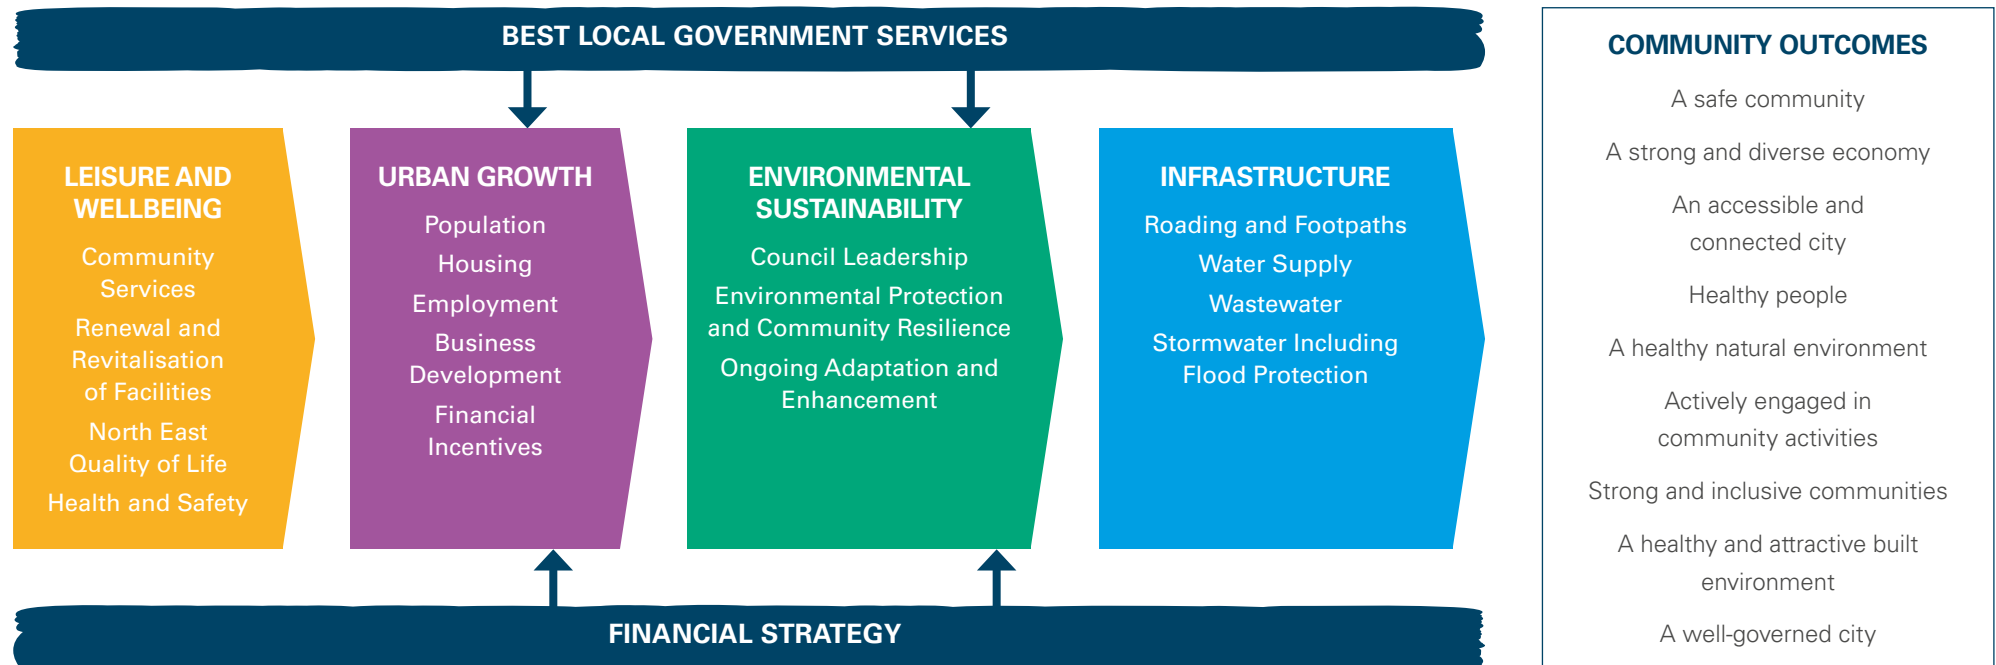 BEST LOCAL GOVERNMENT SERVICES
LEISURE AND
WELLBEING
Community
Services
Renewal and
Revitalisation
of Facilities
North East
Quality of Life
Health and Safety
URBAN GROWTH
Population
Housing
Employment
Business
Development
Financial
Incentives
ENVIRONMENTAL
SUSTAINABILITY
Council Leadership
Environmental Protection
and Community Resilience
Ongoing Adaptation and
Enhancement
INFRASTRUCTURE
Roading and Footpaths
Water Supply
Wastewater
Stormwater Including
Flood Protection
FINANCIAL STRATEGY
COMMUNITY OUTCOMES
A safe community
A strong and diverse economy
An accessible and
connected city
Healthy people
A healthy natural environment
Actively engaged in
community activities
Strong and inclusive communities
A healthy and attractive built
environment
A well-governed city